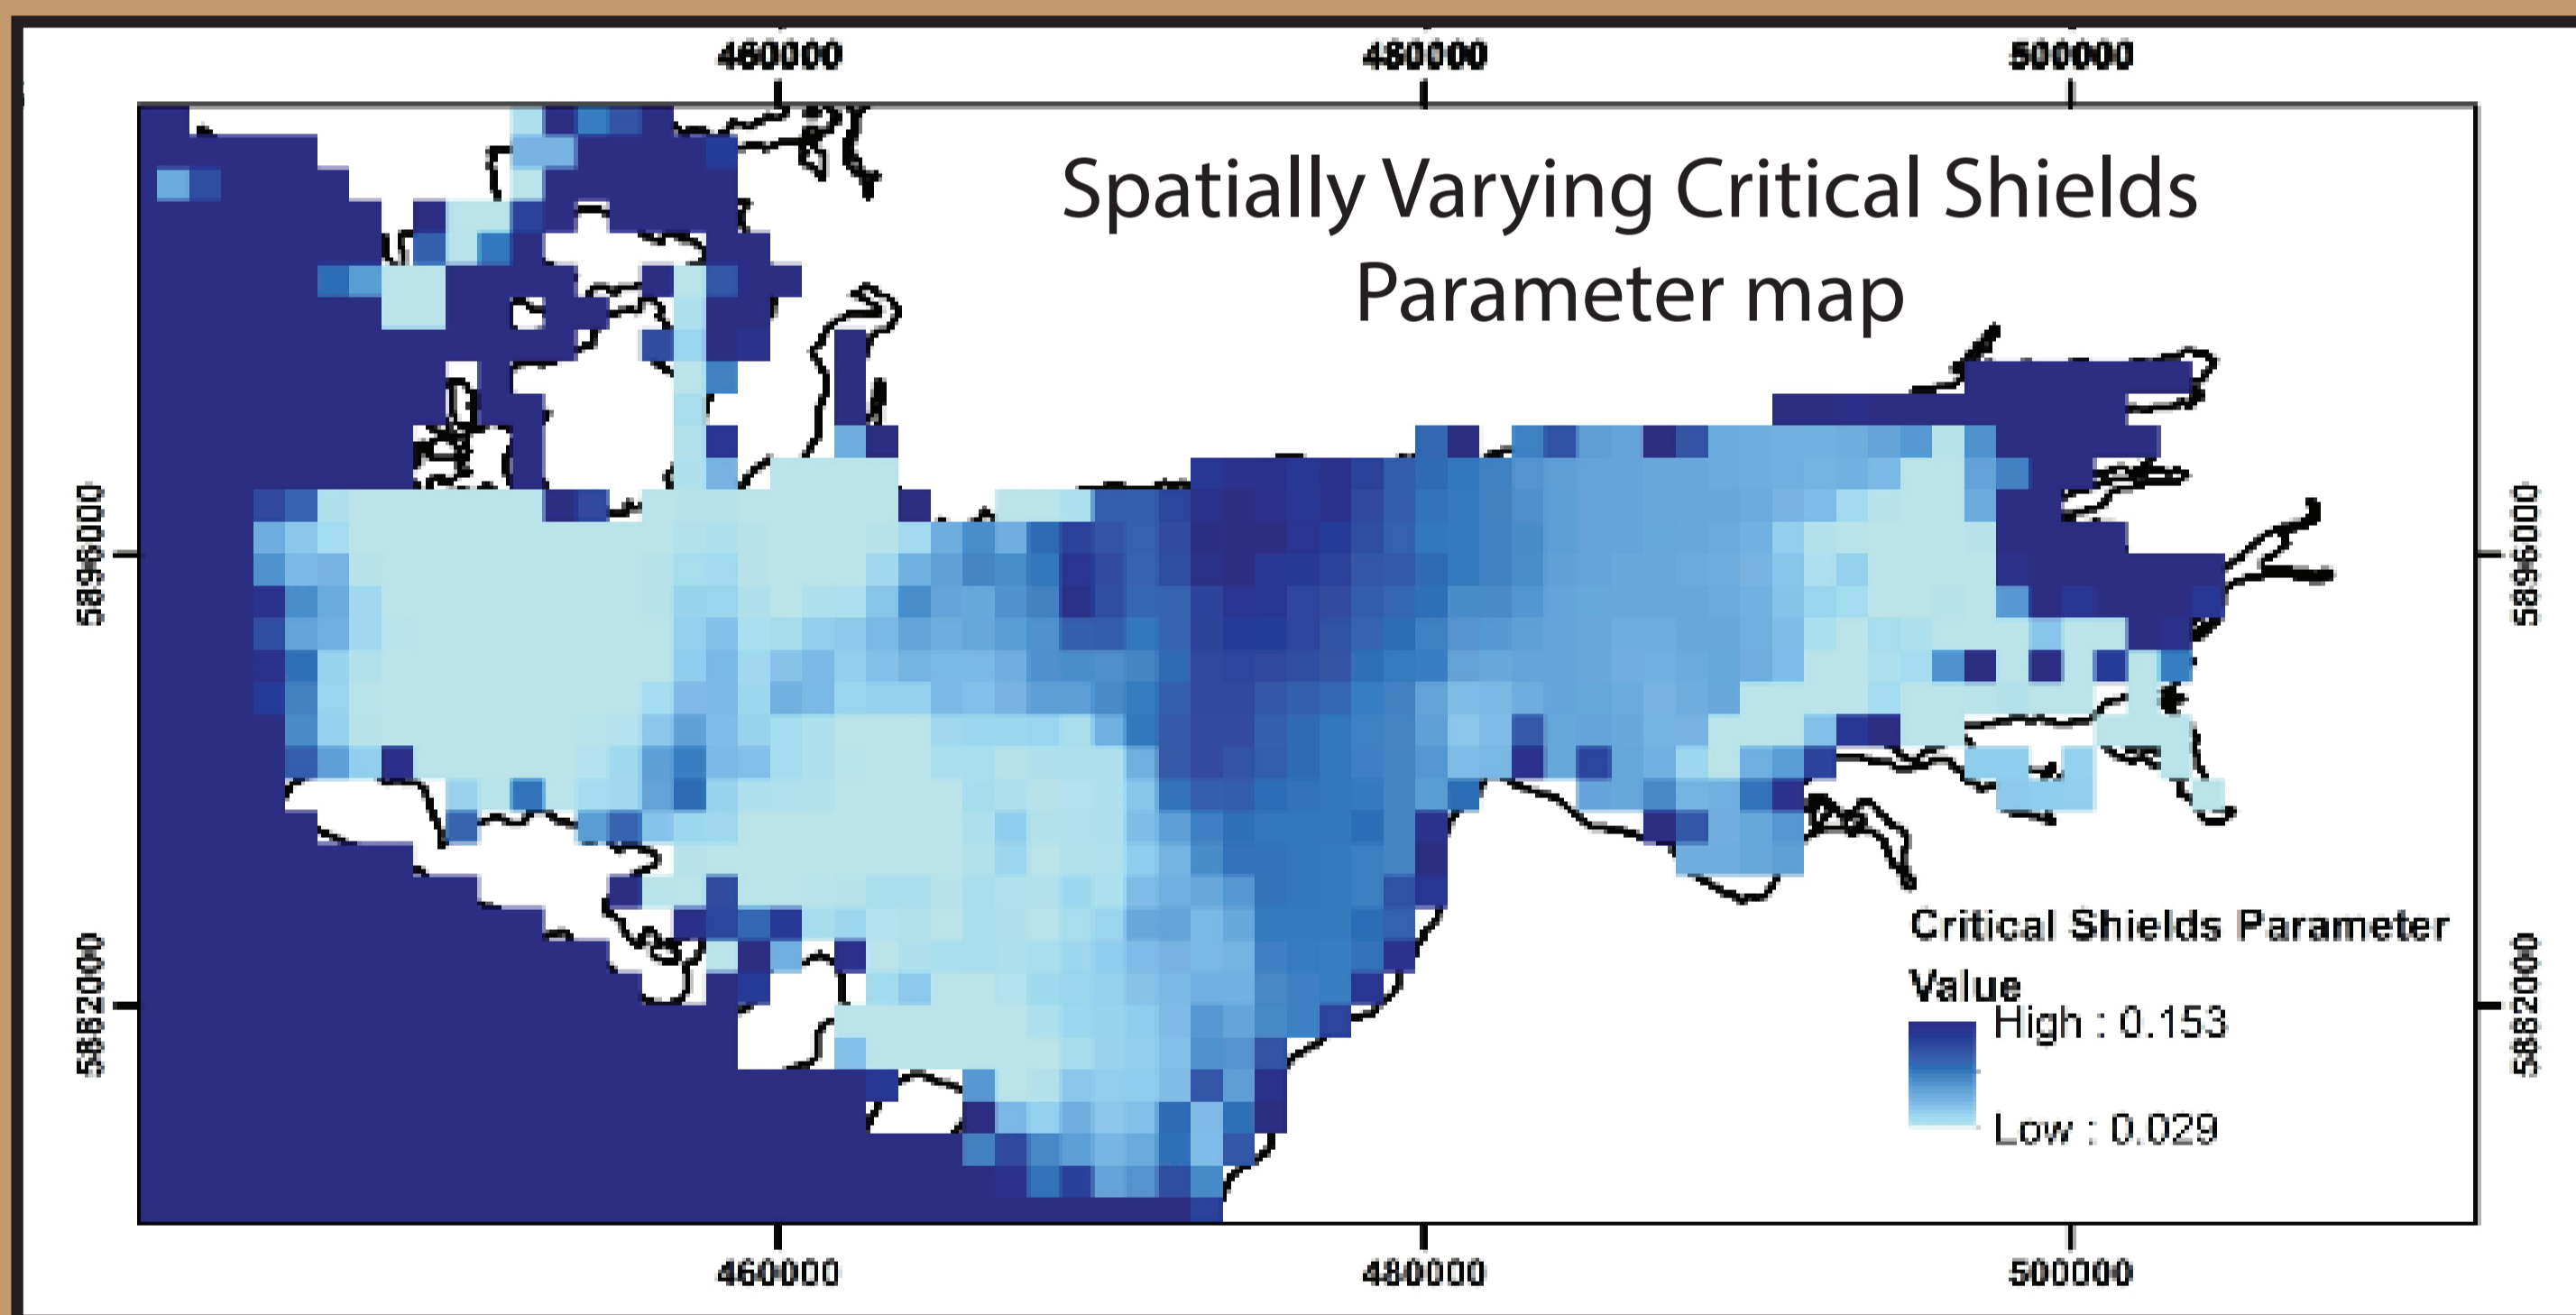 460000 480000 500000
Spatially Varying Critical Shields
Parameter map
5896000 5896000
5882000 5882000
Critical Shields Parameter
Value
High : 0.153
Low : 0.029
460000 480000 500000